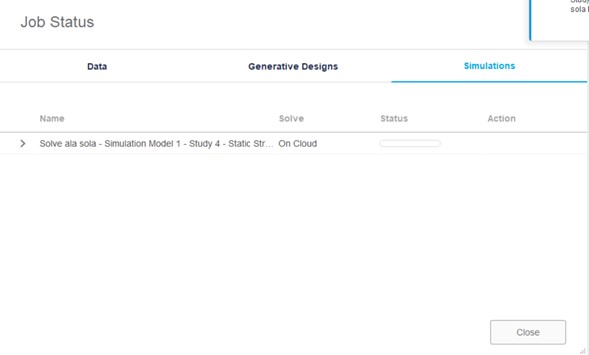 Job Status
sola
Data Generative Designs Simulations
Name Solve Status Action
Solve ala sola - Simulation Model 1 - Study 4 - Static Str... On Cloud
Close